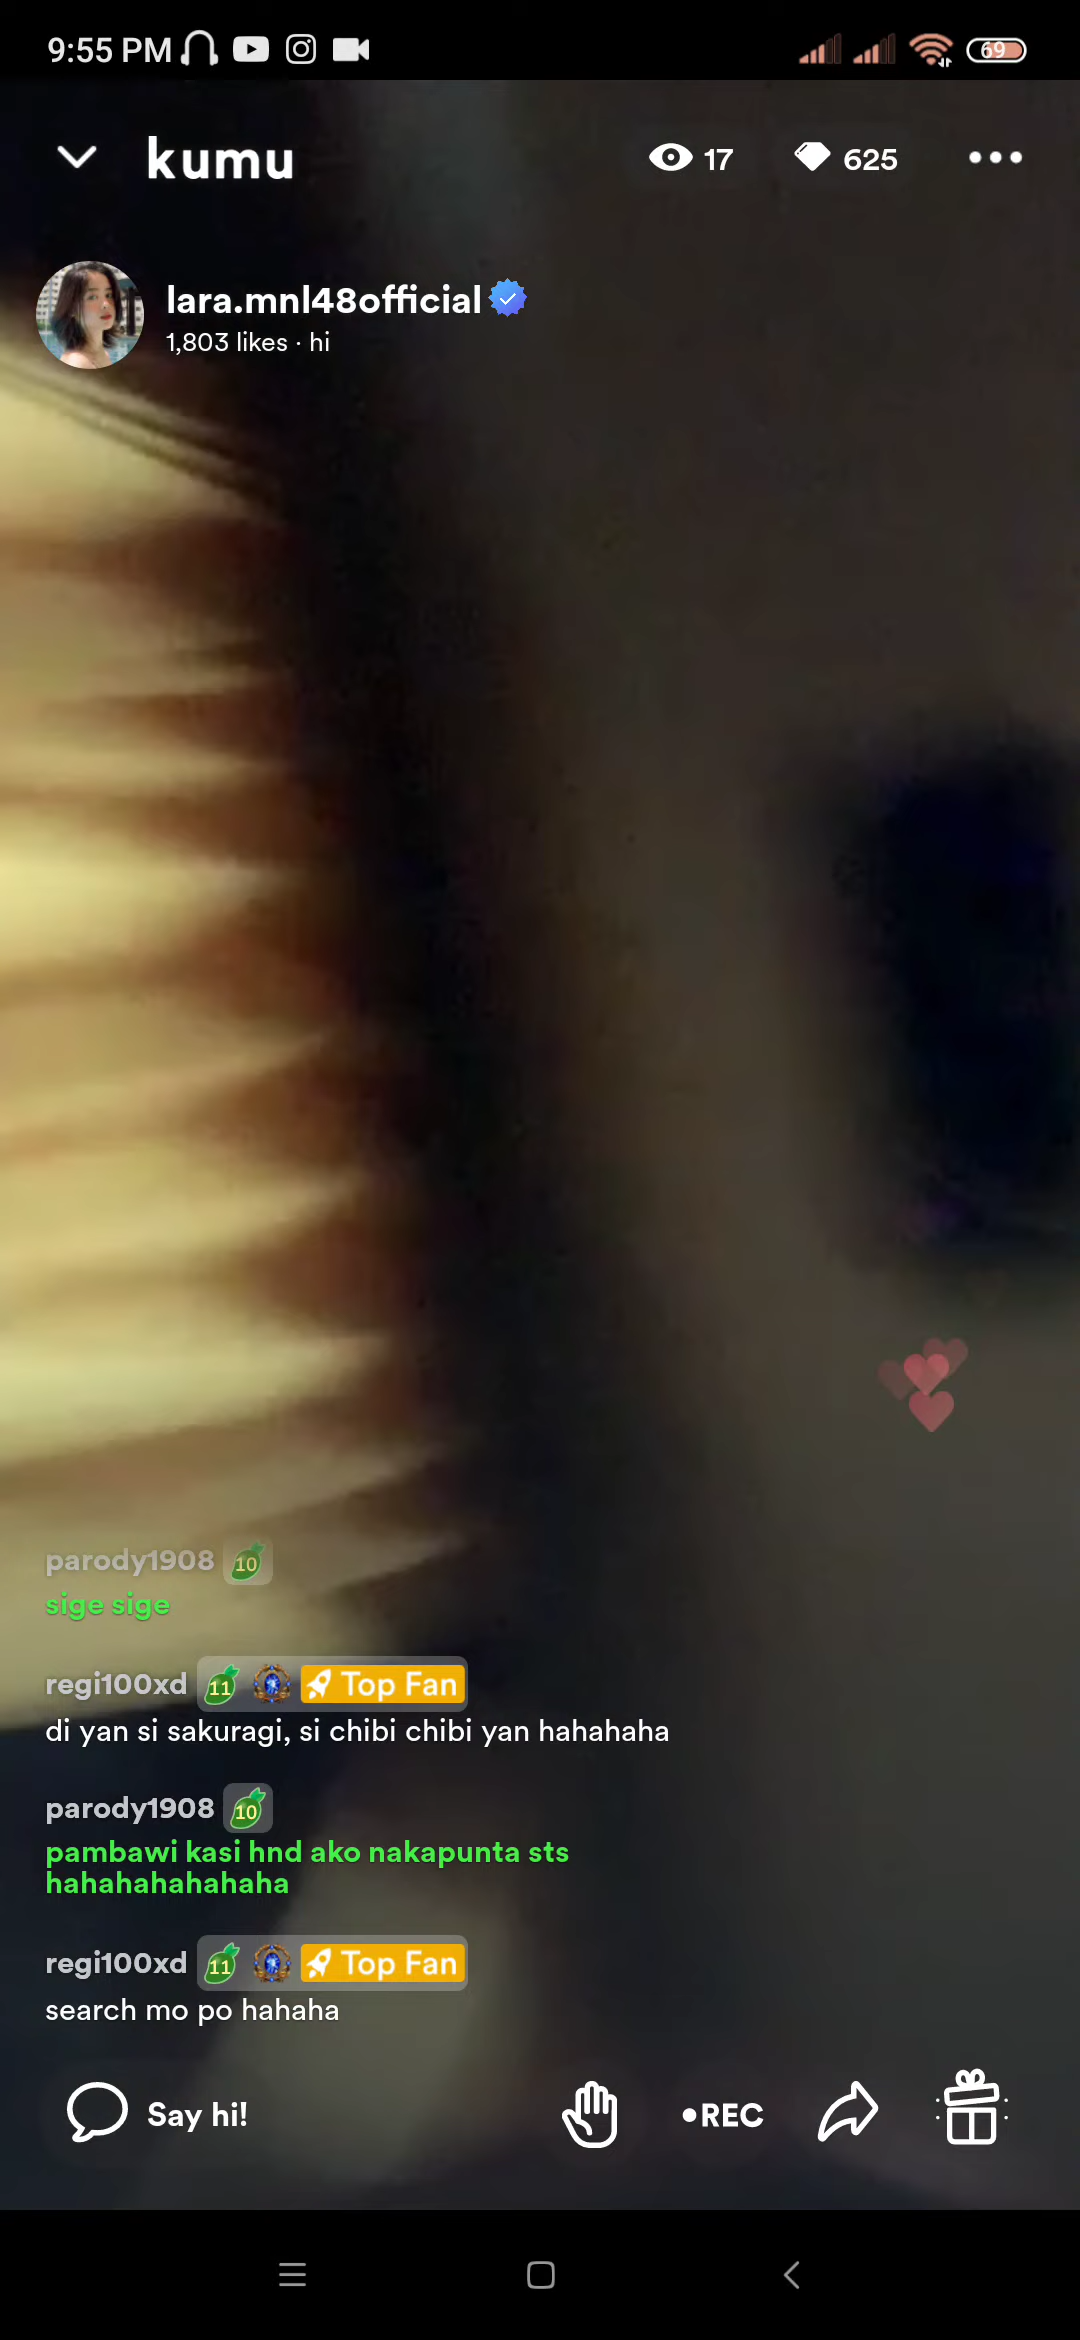 9:55 PM
69
kumu
17
625
lara.mnl48official
1,803 likes · hi
parody1908 10
sige sige
regi100xd 11 Top Fan
di yan si sakuragi, si chibi chibi yan hahahaha
parody1908 10
pambawi kasi hnd ako nakapunta sts
hahahahahahaha
regi100xd 11 Top Fan
search mo po hahaha
Say hi!
•REC